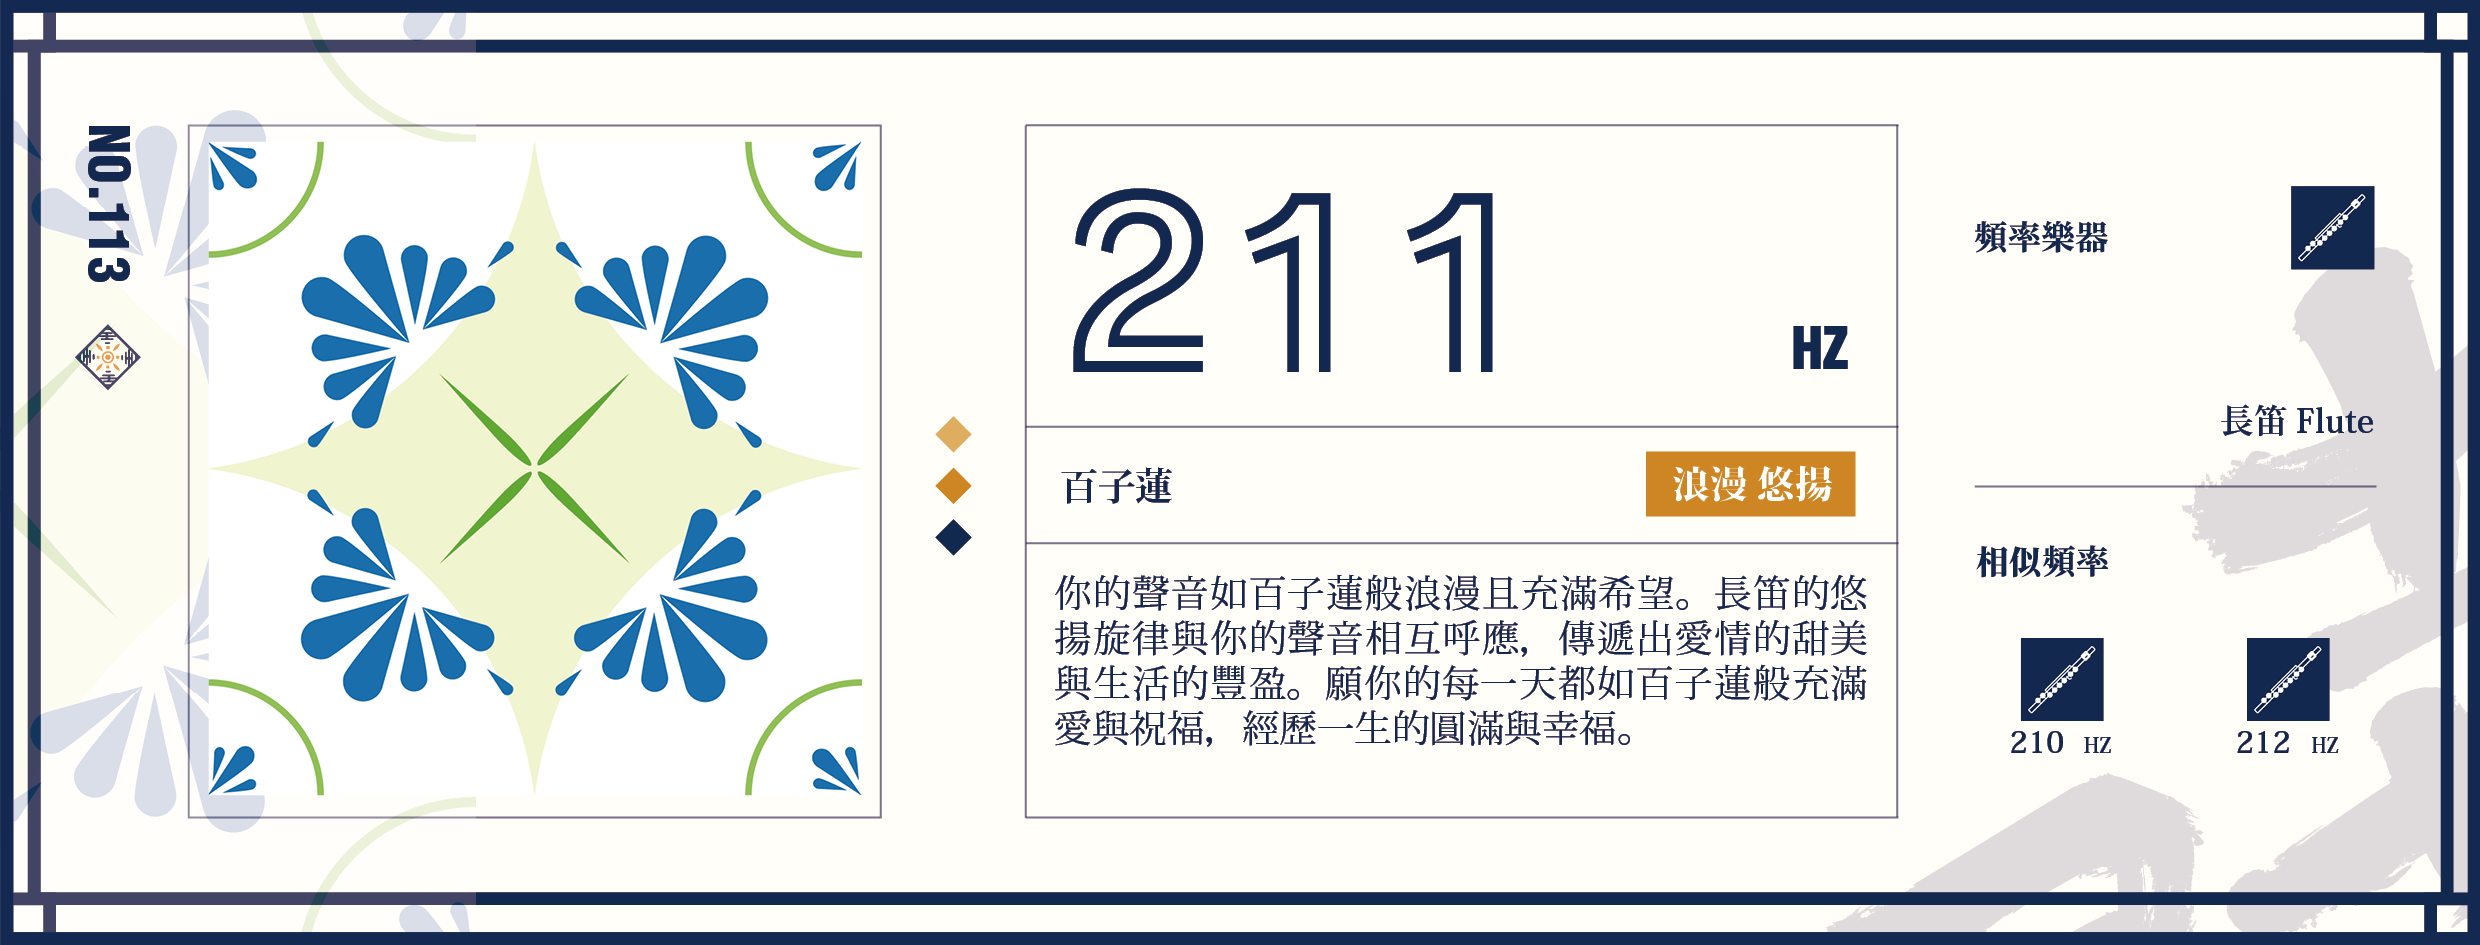 NO.113
211
HZ
百子蓮
浪漫 悠揚
你的聲音如百子蓮般浪漫且充滿希望。長笛的悠
揚旋律與你的聲音相互呼應，傳遞出愛情的甜美
與生活的豐盈。願你的每一天都如百子蓮般充滿
愛與祝福，經歷一生的圓滿與幸福。
頻率樂器
長笛 Flute
相似頻率
210 HZ
212 HZ